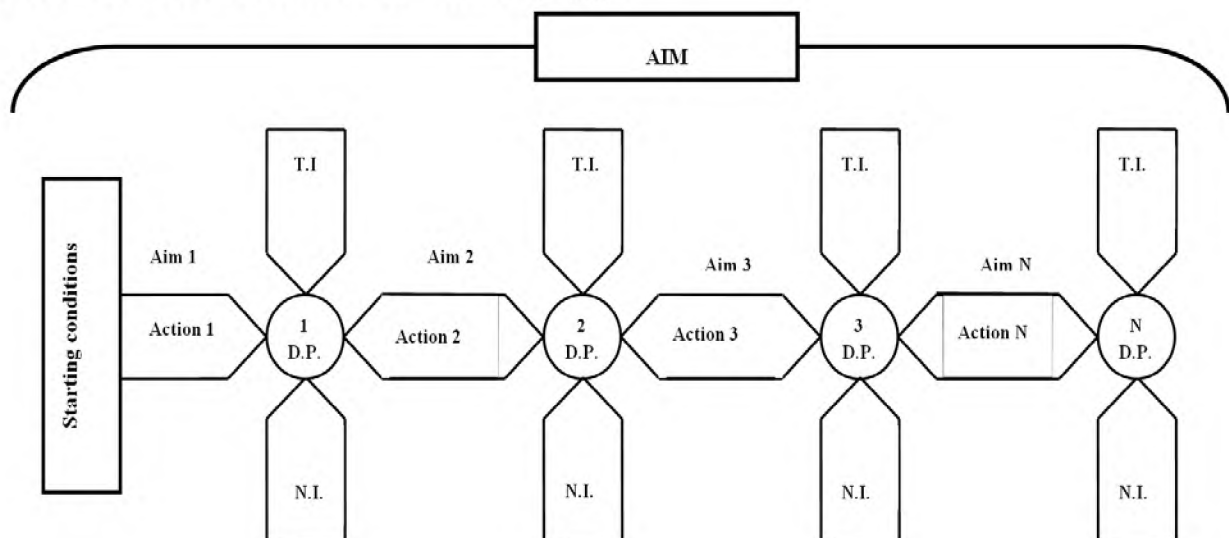 AIM
T.I
T.I.
T.I.
T.I.
Starting conditions
Aim 1
Aim 2
Aim 3
Aim N
Action 1
1
D.P.
Action 2
2
D.P.
Action 3
3
D.P.
Action N
N
D.P.
N.I.
N.I.
N.I.
N.I.